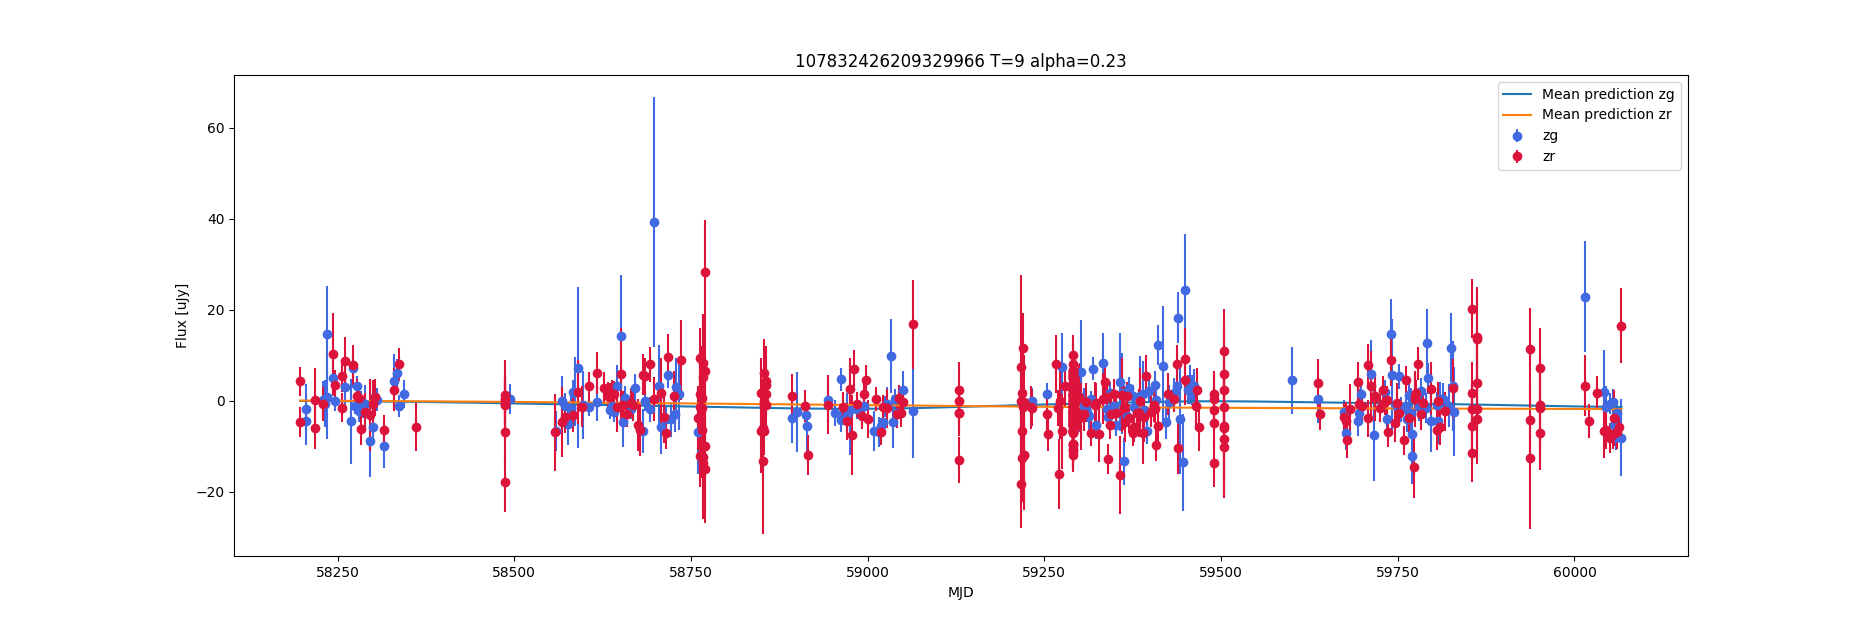 107832426209329966 T=9 alpha=0.23
Mean prediction zg
Mean prediction zr
zg
zr
60
40
20
0
−20
Flux [uJy]
58250 58500 58750 59000 59250 59500 59750 60000
MJD